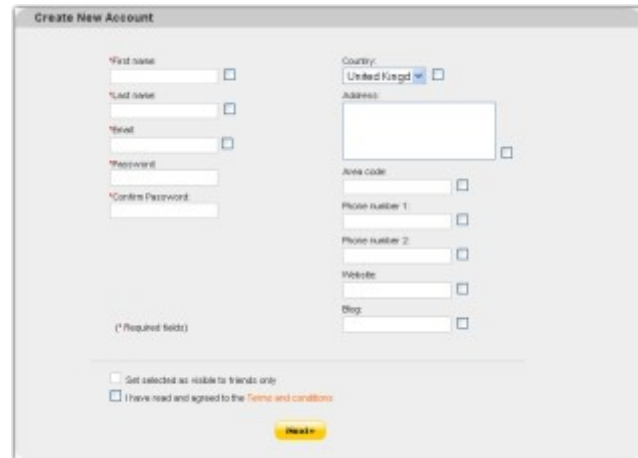 Create New Account
*First name:
*Last name:
*Email:
*Password:
*Confirm Password:
(* Required fields)
Country:
United Kingd
Address:
Area code:
Phone number 1:
Phone number 2:
Website:
Blog:
Set selected as visible to friends only
I have read and agreed to the Terms and conditions
Next»